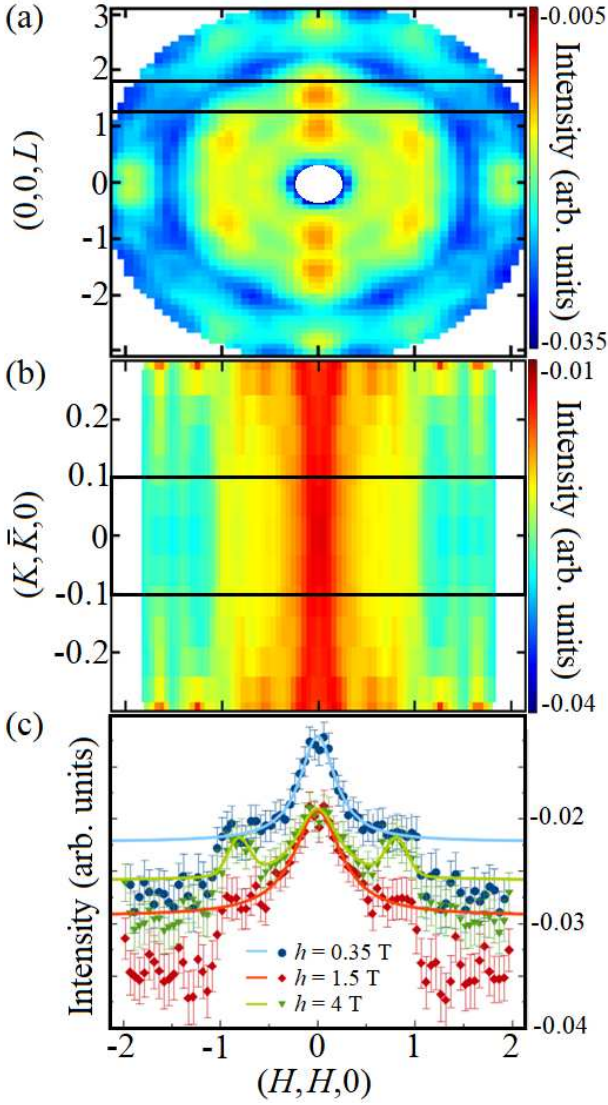 (a)
3
2
1
0
-1
-2
(0,0,L)
-0.005
-0.035
Intensity (arb. units)
(b)
0.2
0.1
0
-0.1
-0.2
(K,K̅,0)
-0.01
-0.04
Intensity (arb. units)
(c)
Intensity (arb. units)
-0.02
-0.03
-0.04
h = 0.35 T
h = 1.5 T
h = 4 T
-2 -1 0 1 2
(H,H,0)